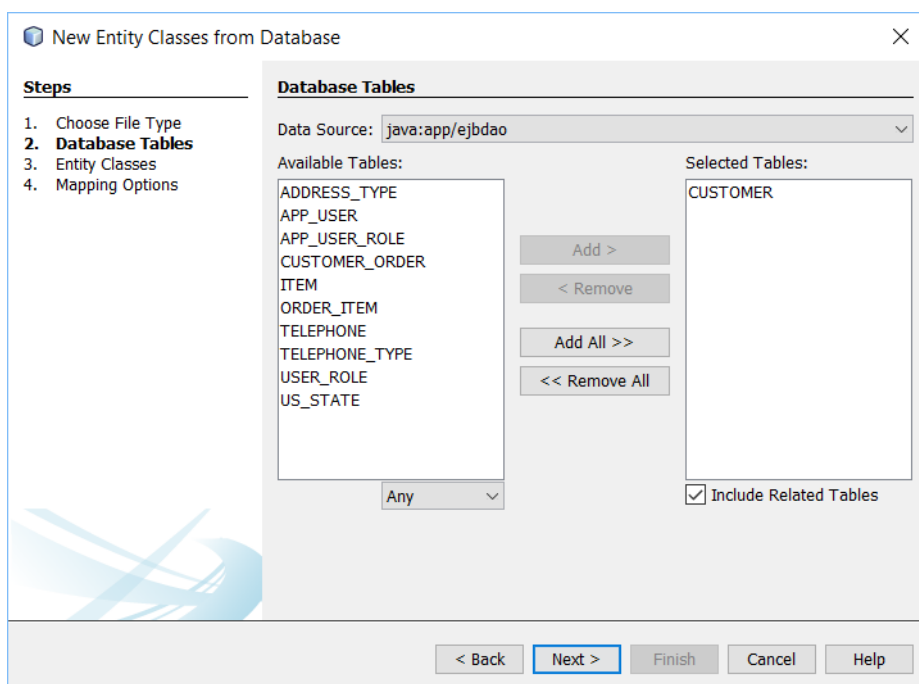 New Entity Classes from Database
Steps
1. Choose File Type
2. Database Tables
3. Entity Classes
4. Mapping Options
Database Tables
Data Source: java:app/ejbdao
Available Tables:
ADDRESS_TYPE
APP_USER
APP_USER_ROLE
CUSTOMER_ORDER
ITEM
ORDER_ITEM
TELEPHONE
TELEPHONE_TYPE
USER_ROLE
US_STATE
Any
Add >
< Remove
Add All >>
<< Remove All
Selected Tables:
CUSTOMER
Include Related Tables
< Back Next > Finish Cancel Help